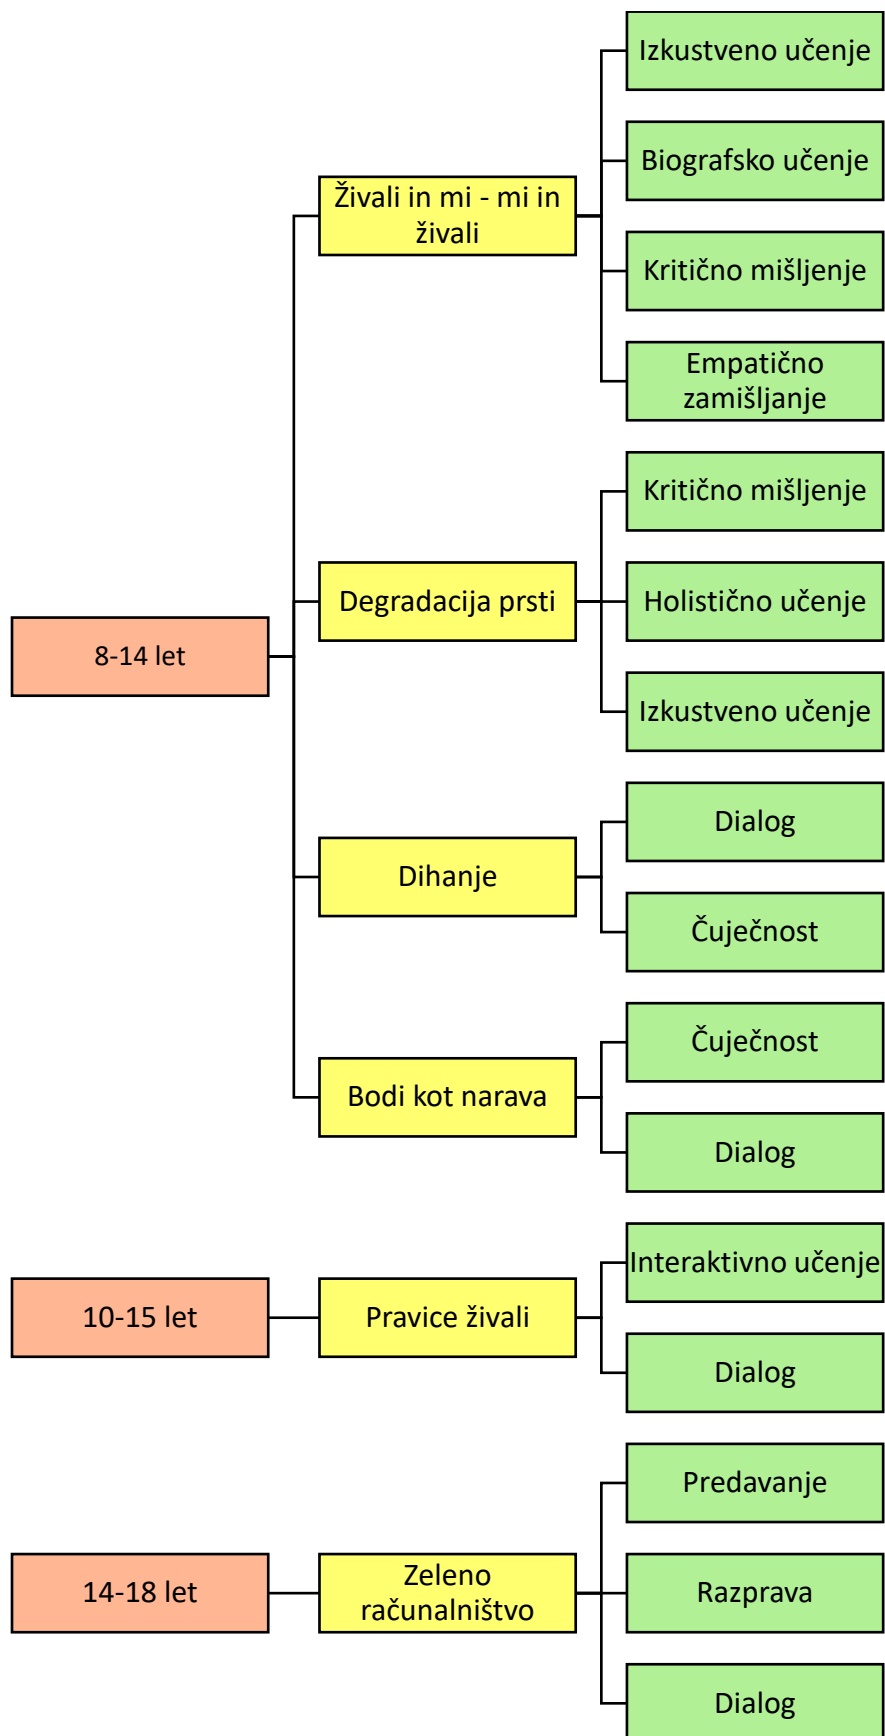 8-14 let
Živali in mi - mi in
živali
Izkustveno učenje
Biografsko učenje
Kritično mišljenje
Empatično
zamišljanje
Degradacija prsti
Kritično mišljenje
Holistično učenje
Izkustveno učenje
Dihanje
Dialog
Čuječnost
Bodi kot narava
Čuječnost
Dialog
10-15 let
Pravice živali
Interaktivno učenje
Dialog
14-18 let
Zeleno
računalništvo
Predavanje
Razprava
Dialog